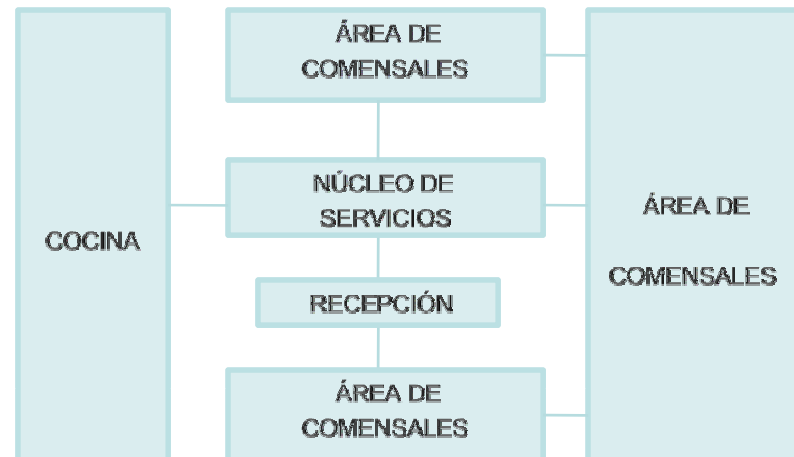 COCINA
ÁREA DE
COMENSALES
NÚCLEO DE
SERVICIOS
RECEPCIÓN
ÁREA DE
COMENSALES
ÁREA DE
COMENSALES